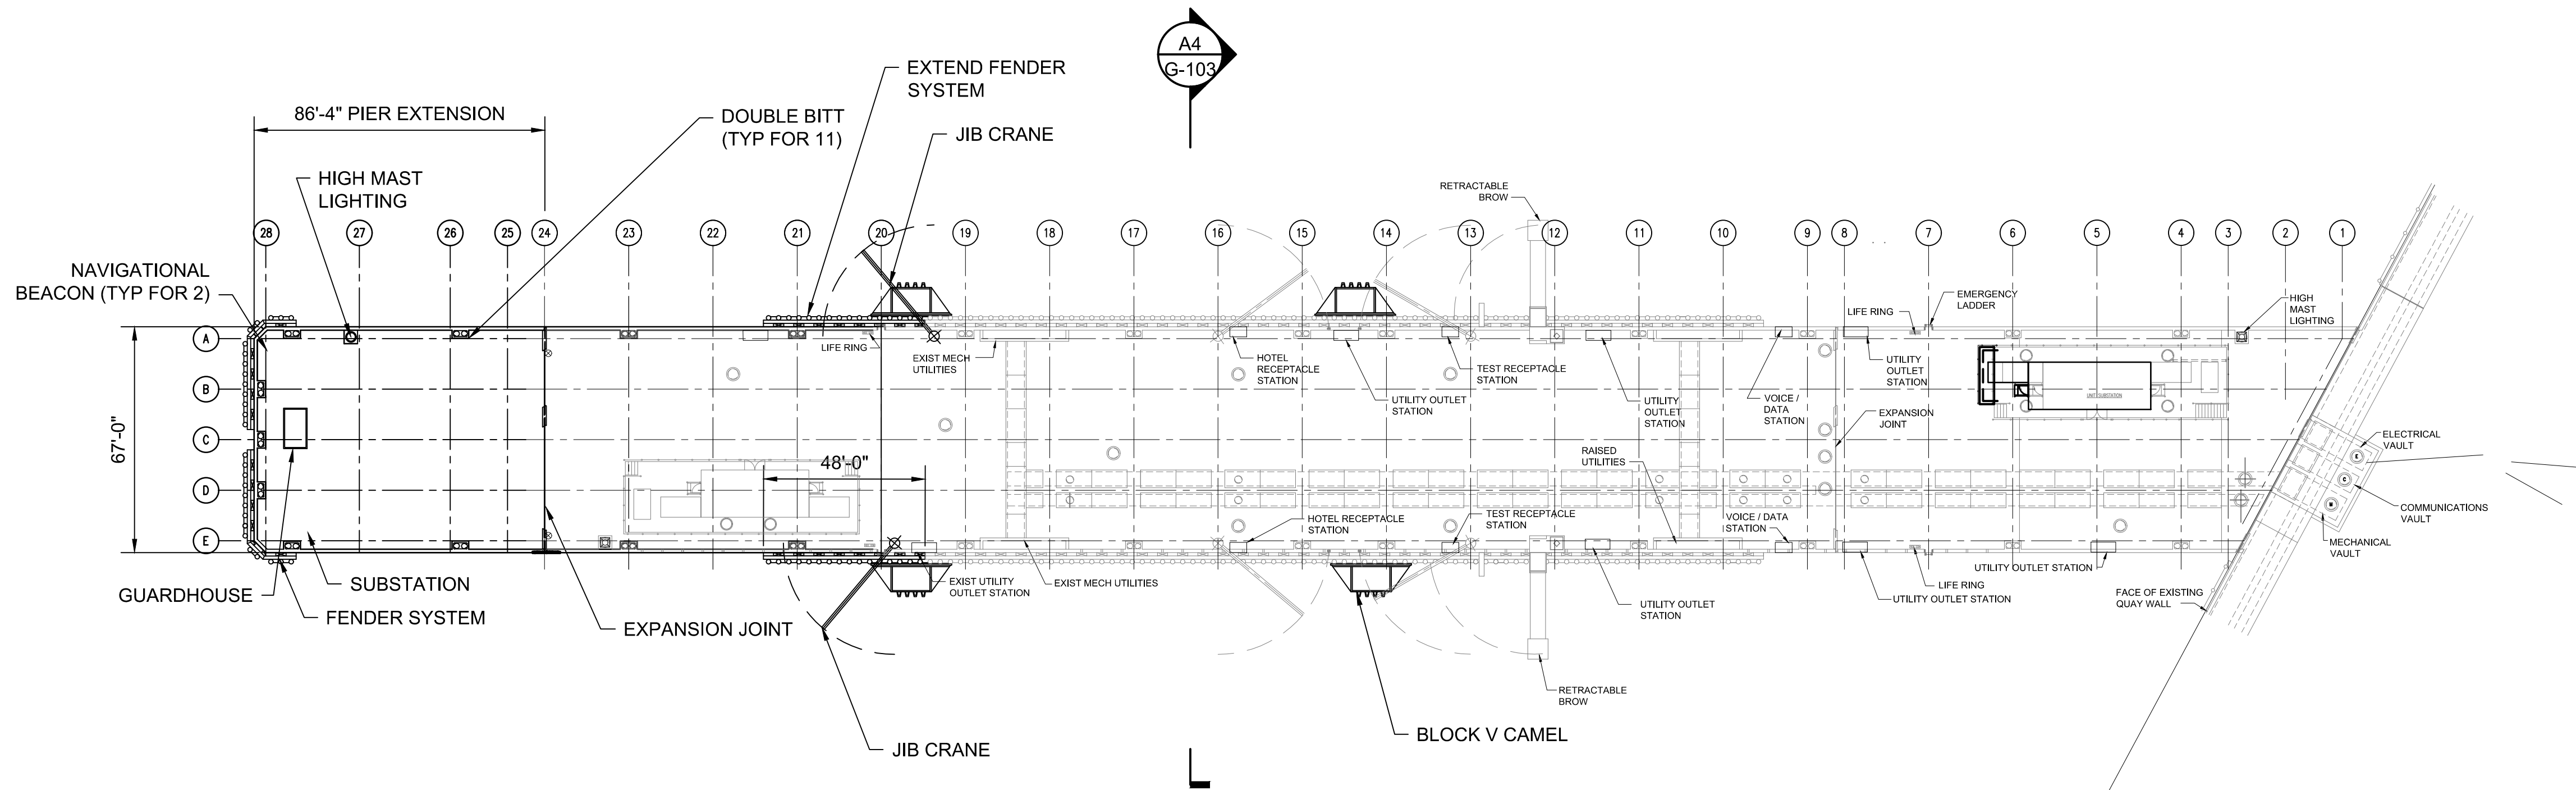 A4
G-103
EXTEND FENDER
SYSTEM
86'-4" PIER EXTENSION
DOUBLE BITT
(TYP FOR 11)
JIB CRANE
HIGH MAST
LIGHTING
RETRACTABLE
BROW
28
27
26
25
24
23
22
21
20
19
18
17
16
15
14
13
12
11
10
9
8
7
6
5
4
3
2
1
NAVIGATIONAL
BEACON (TYP FOR 2)
EMERGENCY
LADDER
LIFE RING
HIGH
MAST
LIGHTING
A
B
C
D
E
67'-0"
LIFE RING
EXIST MECH
UTILITIES
HOTEL
RECEPTACLE
STATION
TEST RECEPTACLE
STATION
UTILITY OUTLET
STATION
UTILITY
OUTLET
STATION
VOICE /
DATA
STATION
UTILITY
OUTLET
STATION
EXPANSION
JOINT
UNIT SUBSTATION
48'-0"
RAISED
UTILITIES
ELECTRICAL
VAULT
E
C
M
COMMUNICATIONS
VAULT
MECHANICAL
VAULT
HOTEL RECEPTACLE
STATION
TEST RECEPTACLE
STATION
VOICE / DATA
STATION
UTILITY OUTLET STATION
SUBSTATION
GUARDHOUSE
FENDER SYSTEM
EXPANSION JOINT
EXIST UTILITY
OUTLET STATION
EXIST MECH UTILITIES
UTILITY OUTLET
STATION
LIFE RING
UTILITY OUTLET STATION
FACE OF EXISTING
QUAY WALL
RETRACTABLE
BROW
JIB CRANE
BLOCK V CAMEL